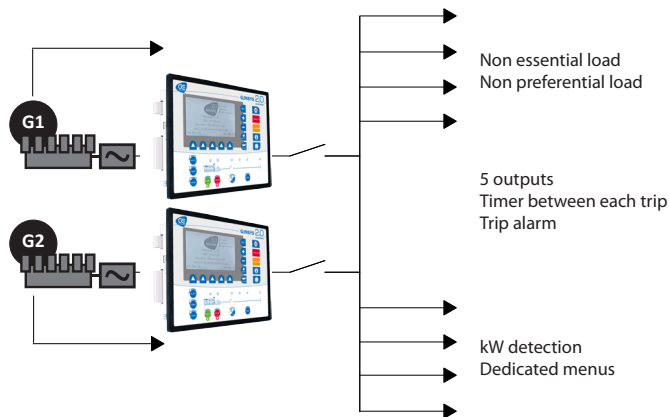 Non essential load
Non preferential load
G1
5 outputs
Timer between each trip
Trip alarm
G2
kW detection
Dedicated menus